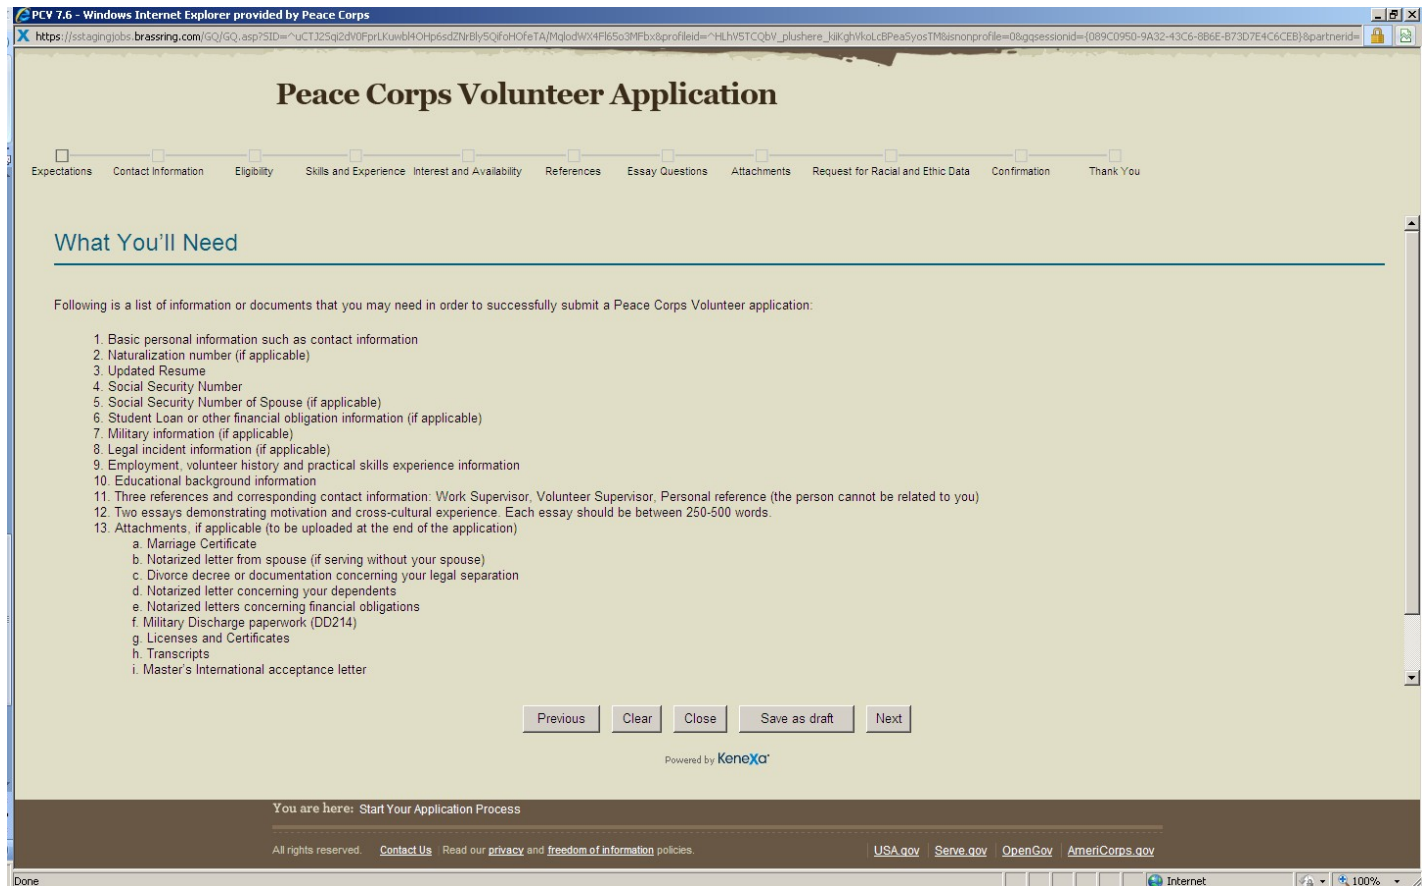 PCV 7.6 - Windows Internet Explorer provided by Peace Corps
Peace Corps Volunteer Application
Expectations Contact Information Eligibility Skills and Experience Interest and Availability References Essay Questions Attachments Request for Racial and Ethic Data Confirmation Thank You
What You'll Need
Following is a list of information or documents that you may need in order to successfully submit a Peace Corps Volunteer application:
1. Basic personal information such as contact information
2. Naturalization number (if applicable)
3. Updated Resume
4. Social Security Number
5. Social Security Number of Spouse (if applicable)
6. Student Loan or other financial obligation information (if applicable)
7. Military information (if applicable)
8. Legal incident information (if applicable)
9. Employment, volunteer history and practical skills experience information
10. Educational background information
11. Three references and corresponding contact information: Work Supervisor, Volunteer Supervisor, Personal reference (the person cannot be related to you)
12. Two essays demonstrating motivation and cross-cultural experience. Each essay should be between 250-500 words.
13. Attachments, if applicable (to be uploaded at the end of the application)
a. Marriage Certificate
b. Notarized letter from spouse (if serving without your spouse)
c. Divorce decree or documentation concerning your legal separation
d. Notarized letter concerning your dependents
e. Notarized letters concerning financial obligations
f. Military Discharge paperwork (DD214)
g. Licenses and Certificates
h. Transcripts
i. Master's International acceptance letter
Previous Clear Close Save as draft Next
Powered by Kenexa
You are here: Start Your Application Process
All rights reserved. Contact Us Read our privacy and freedom of information policies. USA.gov Serve.gov OpenGov AmeriCorps.gov
Done Internet 100%